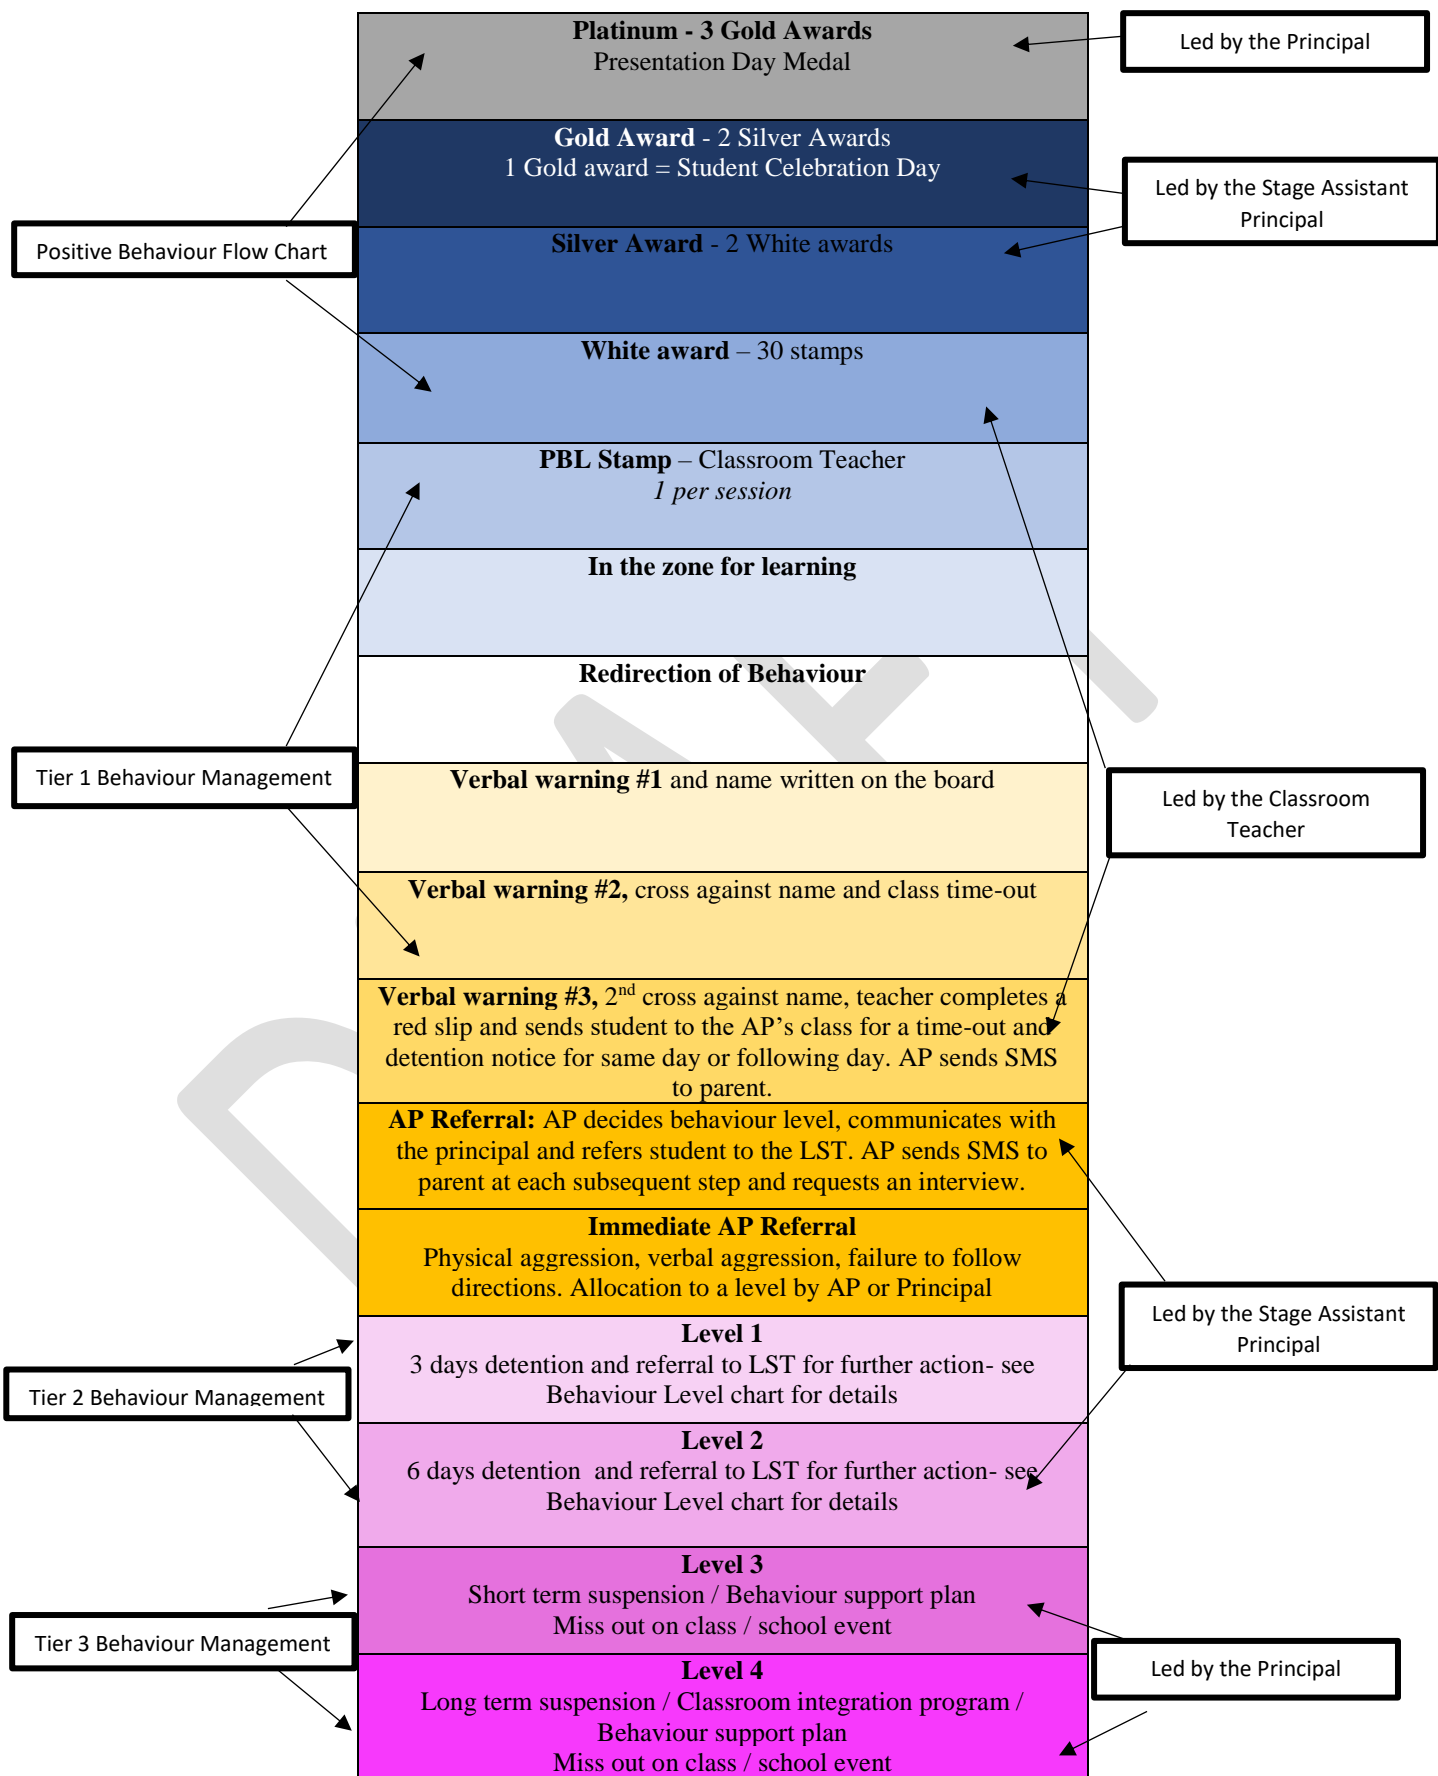 Platinum - 3 Gold Awards
Presentation Day Medal
Led by the Principal
Gold Award - 2 Silver Awards
1 Gold award = Student Celebration Day
Led by the Stage Assistant
Principal
Positive Behaviour Flow Chart
Silver Award - 2 White awards
White award – 30 stamps
PBL Stamp – Classroom Teacher
1 per session
In the zone for learning
Redirection of Behaviour
Tier 1 Behaviour Management
Verbal warning #1 and name written on the board
Led by the Classroom
Teacher
Verbal warning #2, cross against name and class time-out
Verbal warning #3, 2nd cross against name, teacher completes a
red slip and sends student to the AP’s class for a time-out and
detention notice for same day or following day. AP sends SMS
to parent.
AP Referral: AP decides behaviour level, communicates with
the principal and refers student to the LST. AP sends SMS to
parent at each subsequent step and requests an interview.
Immediate AP Referral
Physical aggression, verbal aggression, failure to follow
directions. Allocation to a level by AP or Principal
Led by the Stage Assistant
Principal
Level 1
3 days detention and referral to LST for further action- see
Behaviour Level chart for details
Tier 2 Behaviour Management
Level 2
6 days detention  and referral to LST for further action- see
Behaviour Level chart for details
Level 3
Short term suspension / Behaviour support plan
Miss out on class / school event
Tier 3 Behaviour Management
Led by the Principal
Level 4
Long term suspension / Classroom integration program /
Behaviour support plan
Miss out on class / school event
DRAFT